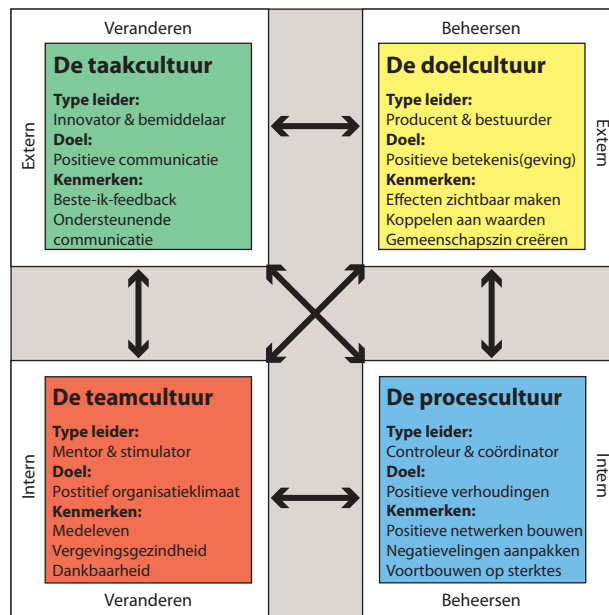 Veranderen
Extern
De taakcultuur
Type leider:
Innovator & bemiddelaar
Doel:
Positieve communicatie
Kenmerken:
Beste-ik-feedback
Ondersteunende
communicatie
Beheersen
De doelcultuur
Type leider:
Producent & bestuurder
Doel:
Positieve betekenis(geving)
Kenmerken:
Effecten zichtbaar maken
Koppelen aan waarden
Gemeenschapszin creëren
Extern
Intern
De teamcultuur
Type leider:
Mentor & stimulator
Doel:
Postitief organisatieklimaat
Kenmerken:
Medeleven
Vergevingsgezindheid
Dankbaarheid
Veranderen
De procescultuur
Type leider:
Controleur & coördinator
Doel:
Positieve verhoudingen
Kenmerken:
Positieve netwerken bouwen
Negatievelingen aanpakken
Voortbouwen op sterktes
Intern
Beheersen